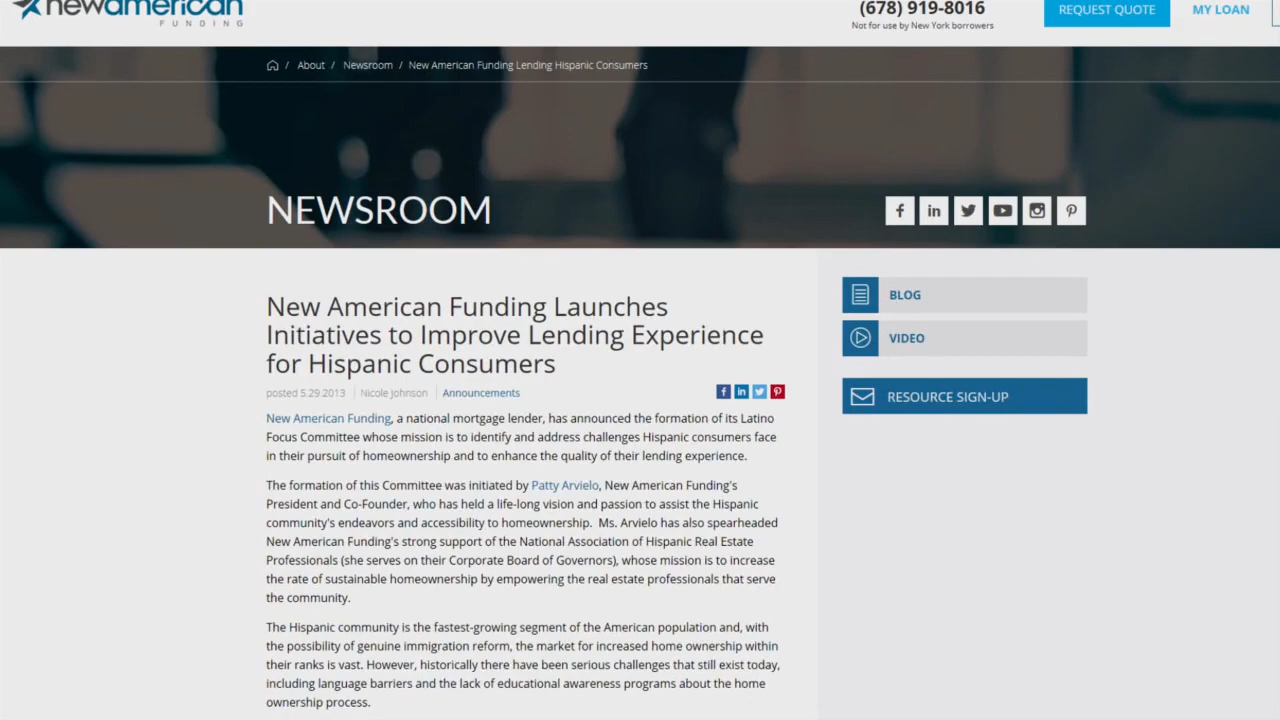 newamerican
FUNDING
(678) 919-8016
Not for use by New York borrowers
REQUEST QUOTE
MY LOAN
/ About / Newsroom / New American Funding Lending Hispanic Consumers
NEWSROOM
New American Funding Launches
Initiatives to Improve Lending Experience
for Hispanic Consumers
posted 5.29.2013 | Nicole Johnson | Announcements
New American Funding, a national mortgage lender, has announced the formation of its Latino
Focus Committee whose mission is to identify and address challenges Hispanic consumers face
in their pursuit of homeownership and to enhance the quality of their lending experience.
The formation of this Committee was initiated by Patty Arvielo, New American Funding's
President and Co-Founder, who has held a life-long vision and passion to assist the Hispanic
community's endeavors and accessibility to homeownership. Ms. Arvielo has also spearheaded
New American Funding's strong support of the National Association of Hispanic Real Estate
Professionals (she serves on their Corporate Board of Governors), whose mission is to increase
the rate of sustainable homeownership by empowering the real estate professionals that serve
the community.
The Hispanic community is the fastest-growing segment of the American population and, with
the possibility of genuine immigration reform, the market for increased home ownership within
their ranks is vast. However, historically there have been serious challenges that still exist today,
including language barriers and the lack of educational awareness programs about the home
ownership process.
BLOG
VIDEO
RESOURCE SIGN-UP